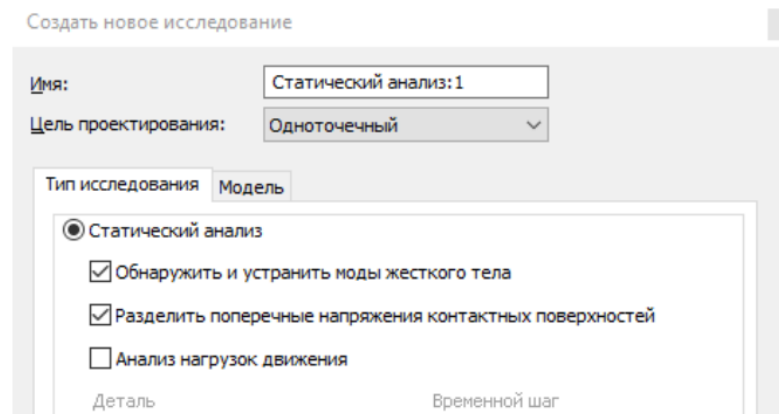 Создать новое исследование
Имя: Статический анализ:1
Цель проектирования: Одноточечный
Тип исследования Модель
Статический анализ
Обнаружить и устранить моды жесткого тела
Разделить поперечные напряжения контактных поверхностей
Анализ нагрузок движения
Деталь Временной шаг